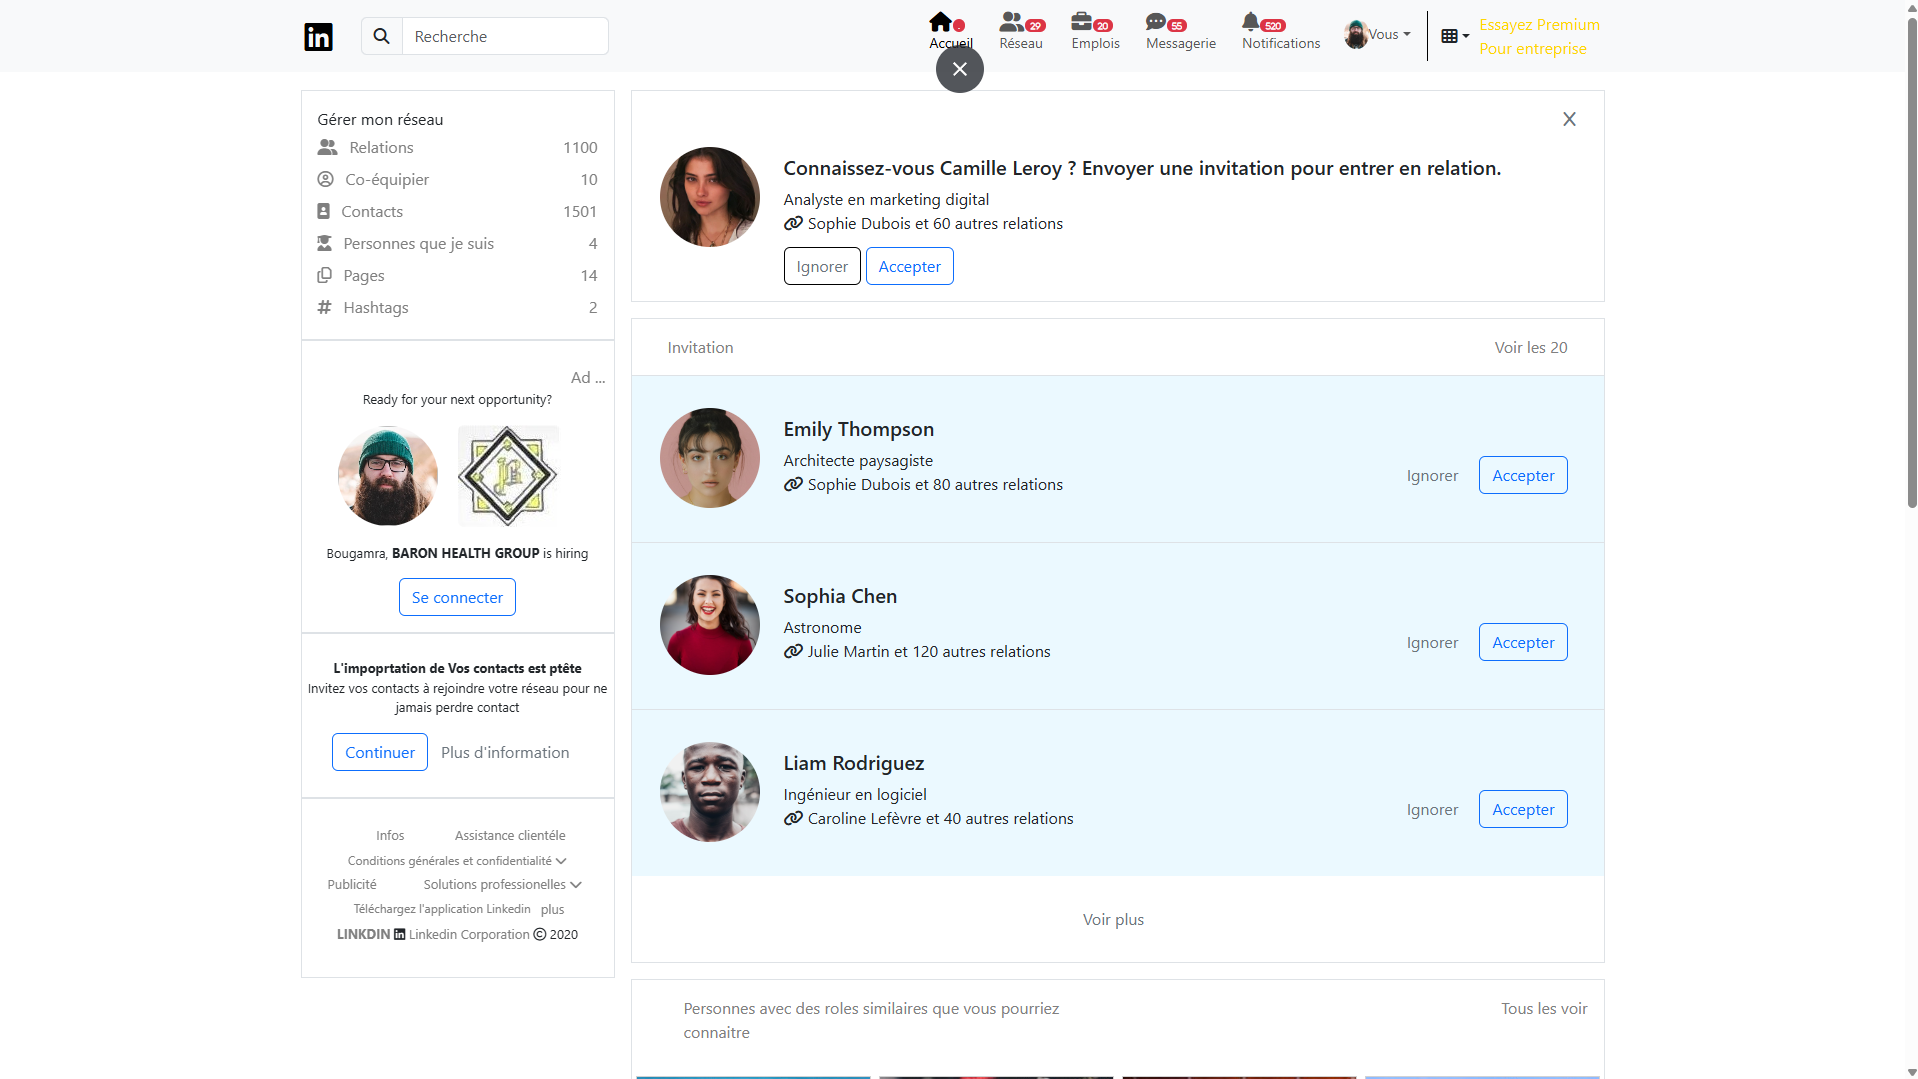 in
Recherche
Accueil
29
Réseau
20
Emplois
55
Messagerie
520
Notifications
Vous
Essayez Premium
Pour entreprise
Gérer mon réseau
Relations 1100
Co-équipier 10
Contacts 1501
Personnes que je suis 4
Pages 14
Hashtags 2
Ad ...
Ready for your next opportunity?
Bougamra, BARON HEALTH GROUP is hiring
Se connecter
L'impoprtation de Vos contacts est ptête
Invitez vos contacts à rejoindre votre réseau pour ne
jamais perdre contact
Continuer Plus d'information
Infos Assistance clientéle
Conditions générales et confidentialité
Publicité Solutions professionelles
Téléchargez l'application Linkedin plus
LINKDIN in Linkedin Corporation © 2020
X
Connaissez-vous Camille Leroy ? Envoyer une invitation pour entrer en relation.
Analyste en marketing digital
Sophie Dubois et 60 autres relations
Ignorer Accepter
Invitation Voir les 20
Emily Thompson
Architecte paysagiste
Sophie Dubois et 80 autres relations
Ignorer Accepter
Sophia Chen
Astronome
Julie Martin et 120 autres relations
Ignorer Accepter
Liam Rodriguez
Ingénieur en logiciel
Caroline Lefèvre et 40 autres relations
Ignorer Accepter
Voir plus
Personnes avec des roles similaires que vous pourriez
connaitre
Tous les voir